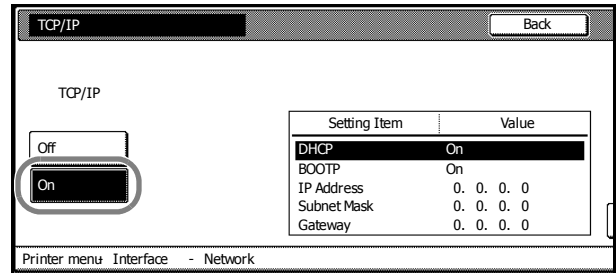 TCP/IP
Back
TCP/IP
Off
On
Setting Item Value
DHCP On
BOOTP On
IP Address 0. 0. 0. 0
Subnet Mask 0. 0. 0. 0
Gateway 0. 0. 0. 0
Printer menu Interface - Network